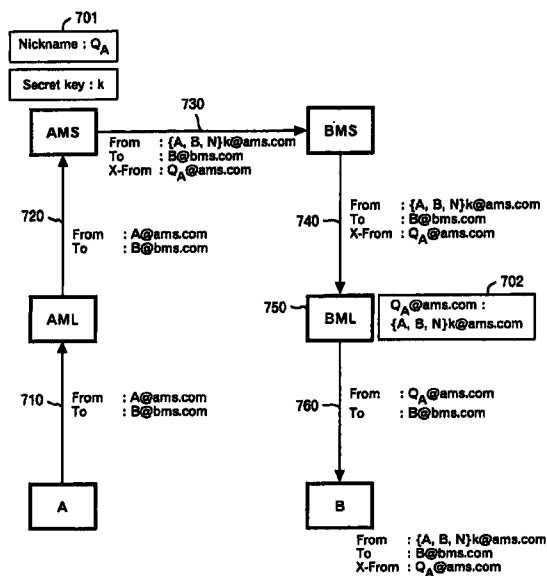 701
Nickname : QA
Secret key : k
AMS
730
From : {A, B, N}k@ams.com
To : B@bms.com
X-From : QA@ams.com
BMS
720
From : A@ams.com
To : B@bms.com
740
From : {A, B, N}k@ams.com
To : B@bms.com
X-From : QA@ams.com
AML
750
BML
702
QA@ams.com :
{A, B, N}k@ams.com
710
From : A@ams.com
To : B@bms.com
760
From : QA@ams.com
To : B@bms.com
A
B
From : {A, B, N}k@ams.com
To : B@bms.com
X-From : QA@ams.com